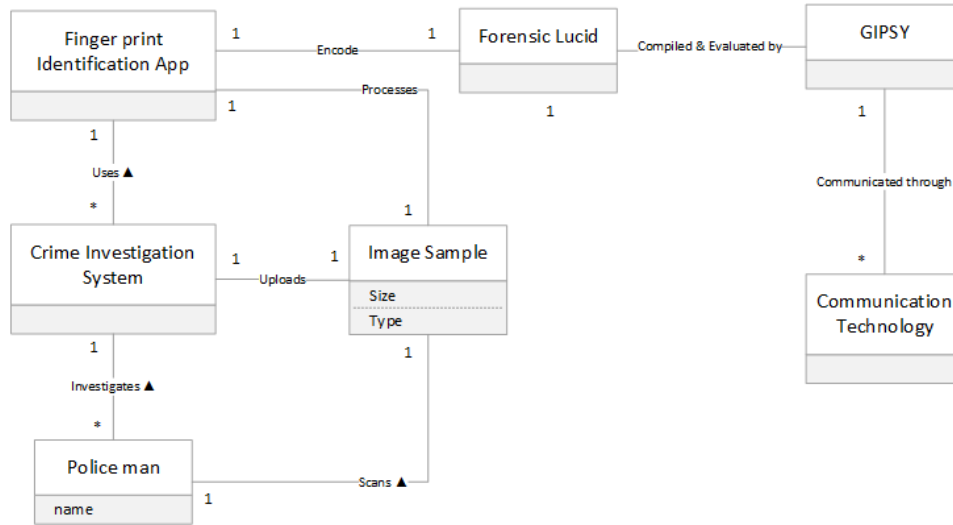 Finger print
Identification App
1
Encode
1
Forensic Lucid
Compiled & Evaluated by
GIPSY
Processes
1
1
1
1
Uses ▲
Communicated through
*
1
*
Crime Investigation
System
1
Uploads
1
Image Sample
Size
Type
Communication
Technology
1
1
Investigates ▲
*
Police man
name
1
Scans ▲